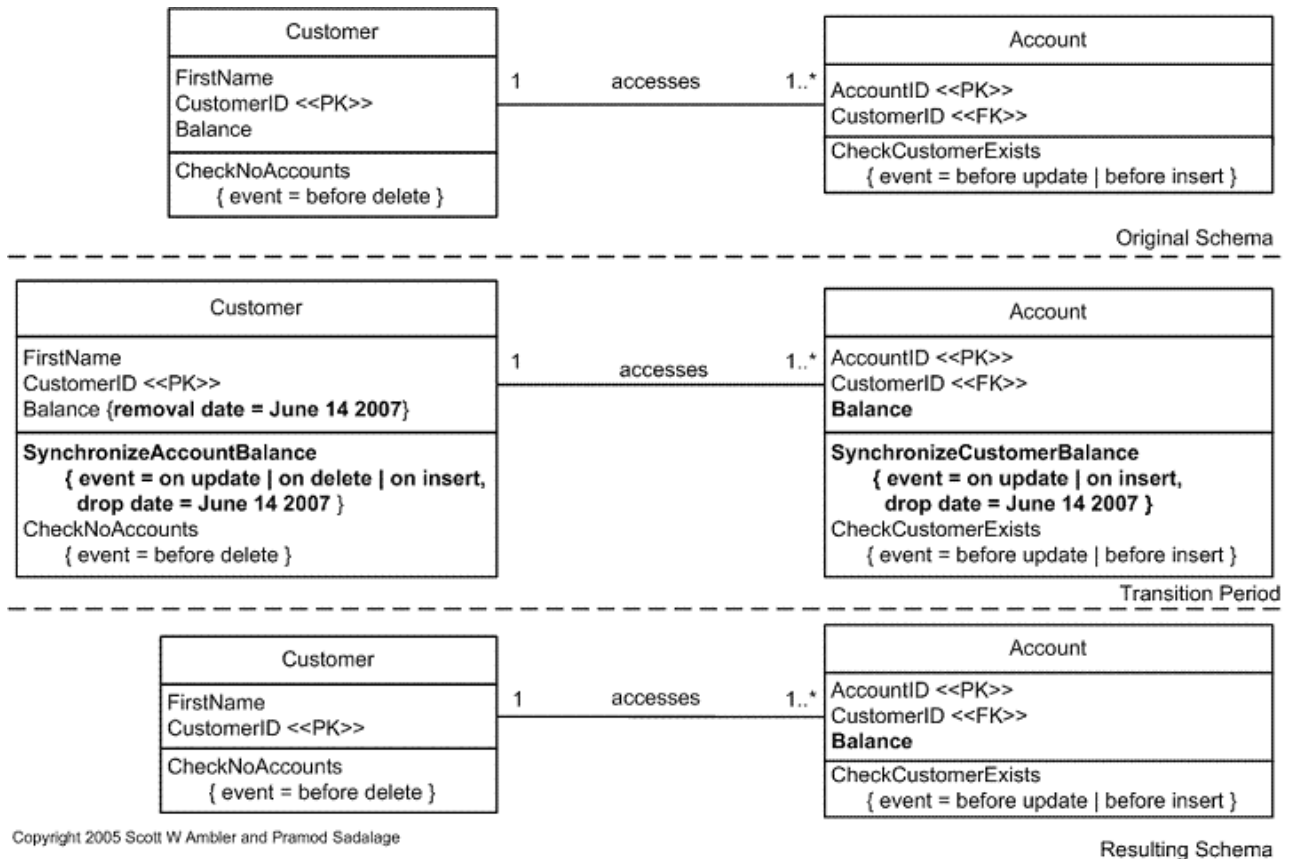 Customer
FirstName
CustomerID <<PK>>
Balance
CheckNoAccounts
{ event = before delete }
1
accesses
1..*
Account
AccountID <<PK>>
CustomerID <<FK>>
CheckCustomerExists
{ event = before update | before insert }
Original Schema
Customer
FirstName
CustomerID <<PK>>
Balance {removal date = June 14 2007}
SynchronizeAccountBalance
{ event = on update | on delete | on insert,
drop date = June 14 2007 }
CheckNoAccounts
{ event = before delete }
1
accesses
1..*
Account
AccountID <<PK>>
CustomerID <<FK>>
Balance
SynchronizeCustomerBalance
{ event = on update | on insert,
drop date = June 14 2007 }
CheckCustomerExists
{ event = before update | before insert }
Transition Period
Customer
FirstName
CustomerID <<PK>>
CheckNoAccounts
{ event = before delete }
1
accesses
1..*
Account
AccountID <<PK>>
CustomerID <<FK>>
Balance
CheckCustomerExists
{ event = before update | before insert }
Copyright 2005 Scott W Ambler and Pramod Sadalage
Resulting Schema